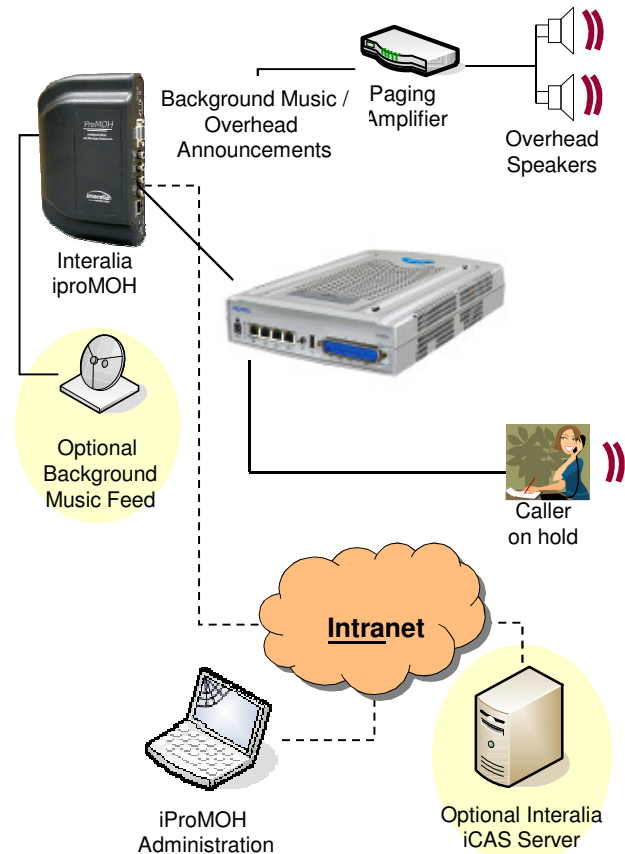 Background Music /
Overhead
Announcements
Paging
Amplifier
Overhead
Speakers
ProMOH
Interalia
iproMOH
Optional
Background
Music Feed
Caller
on hold
Intranet
iProMOH
Administration
Optional Interalia
iCAS Server